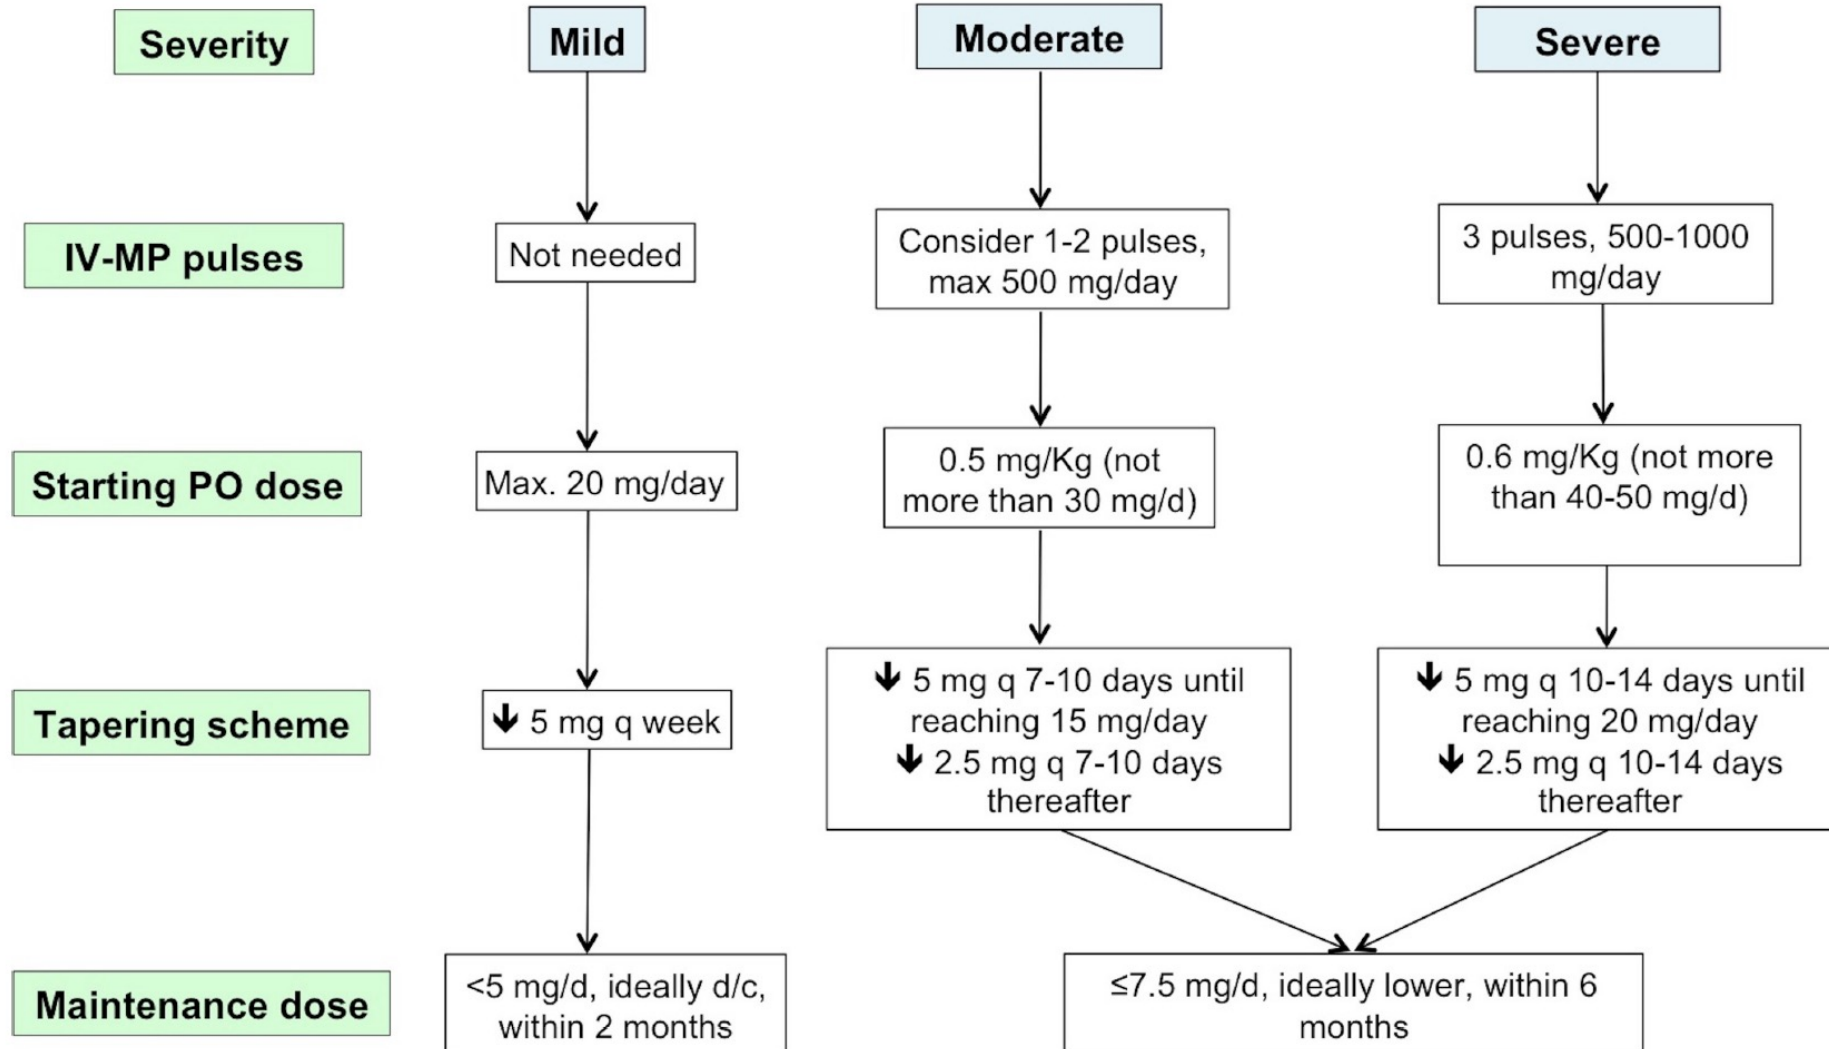 Severity
Mild
Moderate
Severe
IV-MP pulses
Not needed
Consider 1-2 pulses,
max 500 mg/day
3 pulses, 500-1000
mg/day
Starting PO dose
Max. 20 mg/day
0.5 mg/Kg (not
more than 30 mg/d)
0.6 mg/Kg (not more
than 40-50 mg/d)
Tapering scheme
🡻 5 mg q week
🡻 5 mg q 7-10 days until
reaching 15 mg/day
🡻 2.5 mg q 7-10 days
thereafter
🡻 5 mg q 10-14 days until
reaching 20 mg/day
🡻 2.5 mg q 10-14 days
thereafter
Maintenance dose
<5 mg/d, ideally d/c,
within 2 months
≤7.5 mg/d, ideally lower, within 6
months